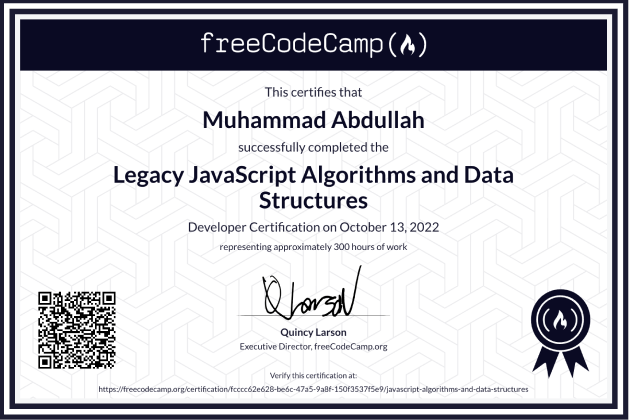 freeCodeCamp(🔥)
This certifies that
Muhammad Abdullah
successfully completed the
Legacy JavaScript Algorithms and Data
Structures
Developer Certification on October 13, 2022
representing approximately 300 hours of work
QLarson
Quincy Larson
Executive Director, freeCodeCamp.org
Verify this certification at:
https://freecodecamp.org/certification/fcccc62e628-be6c-47a5-9a8f-150f3537f5e9/javascript-algorithms-and-data-structures